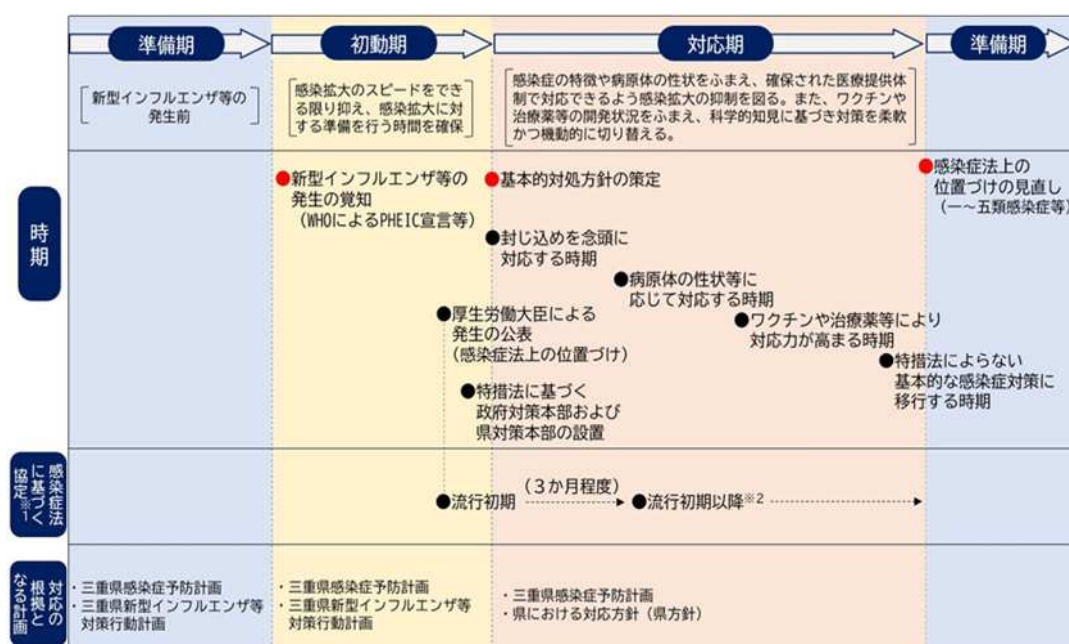 準備期
初動期
対応期
準備期
新型インフルエンザ等の
発生前
感染拡大のスピードをでき
る限り抑え、感染拡大に対
する準備を行う時間を確保
感染症の特徴や病原体の性状をふまえ、確保された医療提供体
制で対応できるよう感染拡大の抑制を図る。また、ワクチンや
治療薬等の開発状況をふまえ、科学的知見に基づき対策を柔軟
かつ機動的に切り替える。
時期
●新型インフルエンザ等の
発生の覚知
(WHOによるPHEIC宣言等)
●基本的対処方針の策定
●感染症法上の
位置づけの見直し
(一～五類感染症等)
●封じ込めを念頭に
対応する時期
●病原体の性状等に
応じて対応する時期
●厚生労働大臣による
発生の公表
(感染症法上の位置づけ)
●ワクチンや治療薬等により
対応力が高まる時期
●特措法によらない
基本的な感染症対策に
移行する時期
●特措法に基づく
政府対策本部および
県対策本部の設置
感染症法
に基づく
協定※1
●流行初期
(３か月程度)
●流行初期以降※2
対応の
根拠と
なる計画
・三重県感染症予防計画
・三重県新型インフルエンザ等
対策行動計画
・三重県感染症予防計画
・三重県新型インフルエンザ等
対策行動計画
・三重県感染症予防計画
・県における対応方針（県方針）